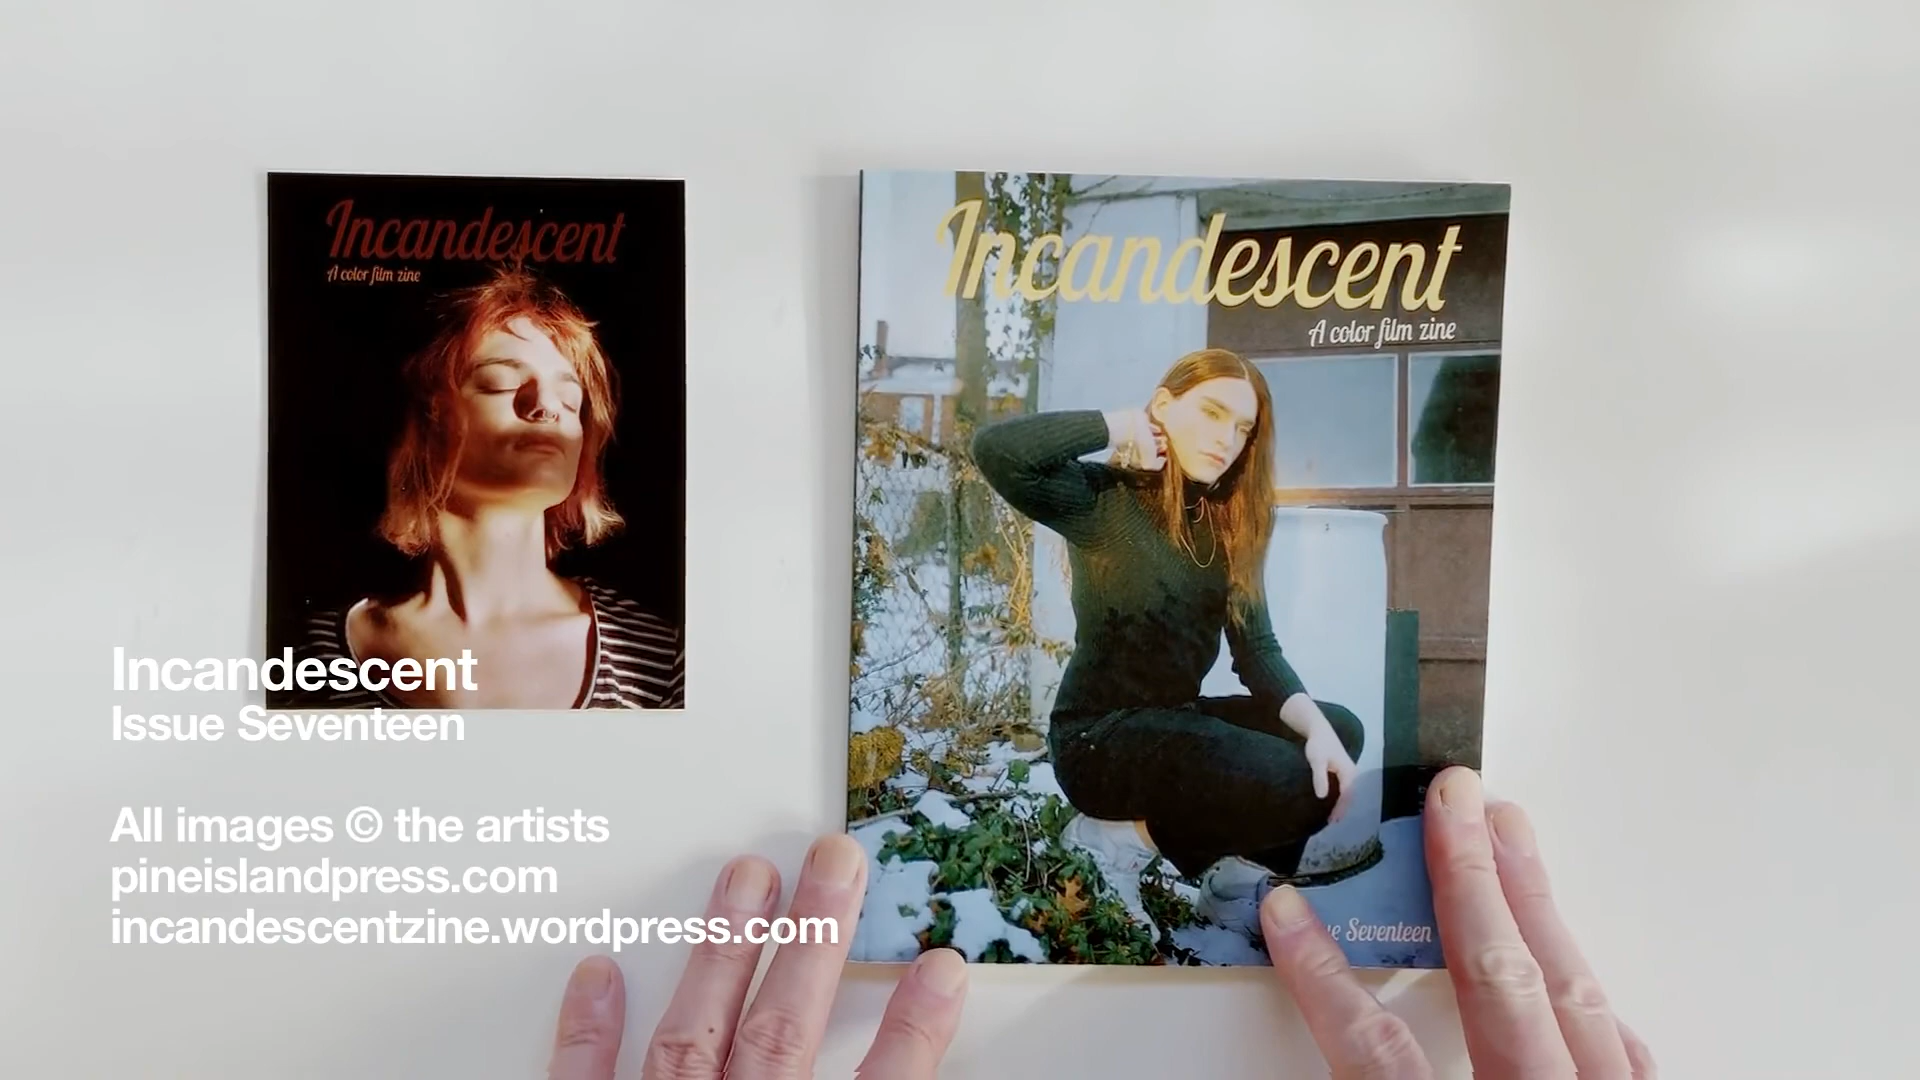 Incandescent
A color film zine
Incandescent
A color film zine
Seventeen
Incandescent
Issue Seventeen
All images © the artists
pineislandpress.com
incandescentzine.wordpress.com